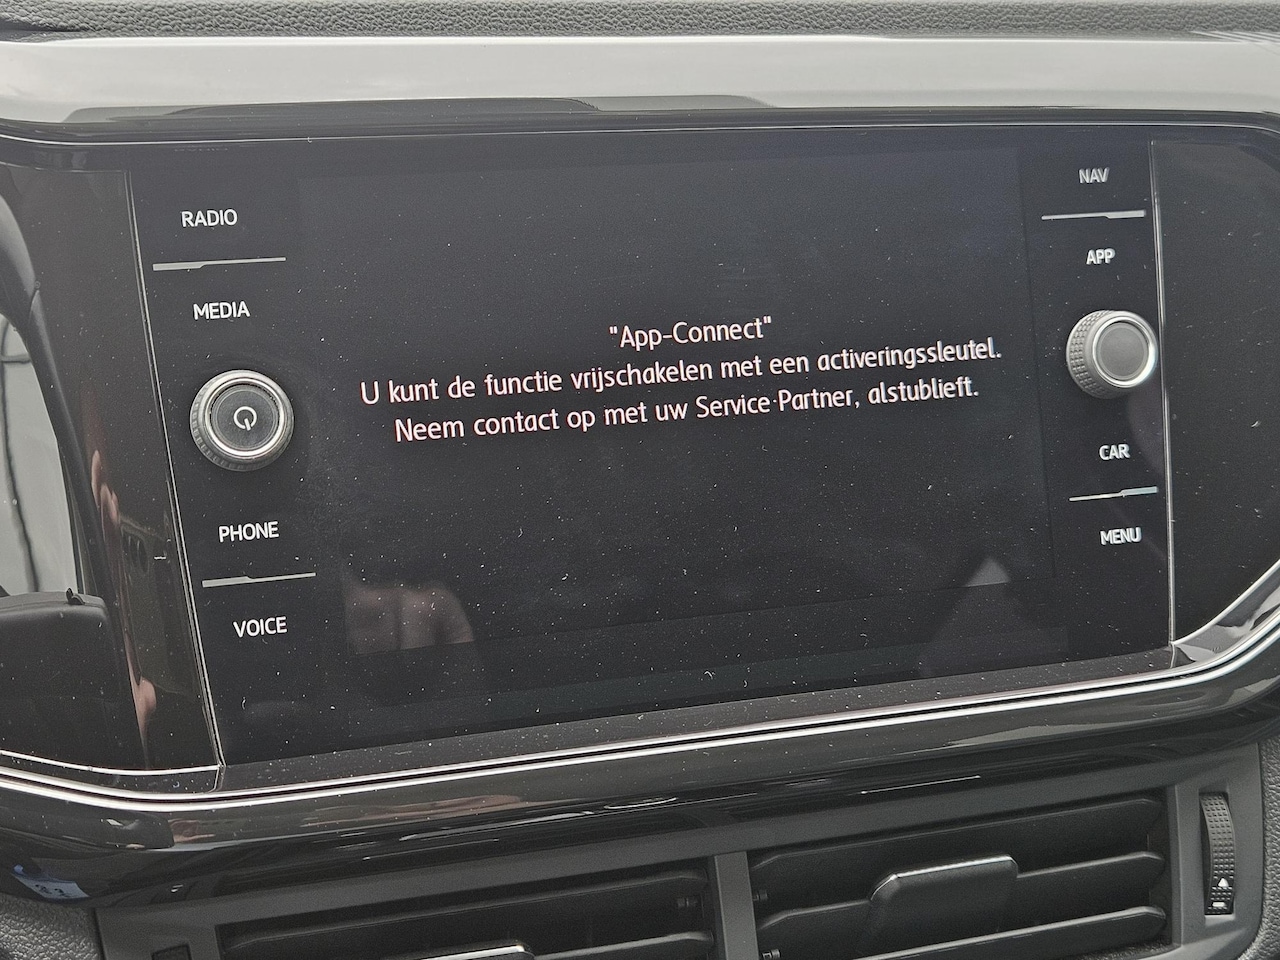 RADIO
MEDIA
PHONE
VOICE
"App-Connect"
U kunt de functie vrijschakelen met een activeringssleutel.
Neem contact op met uw Service-Partner, alstublieft.
NAV
APP
CAR
MENU